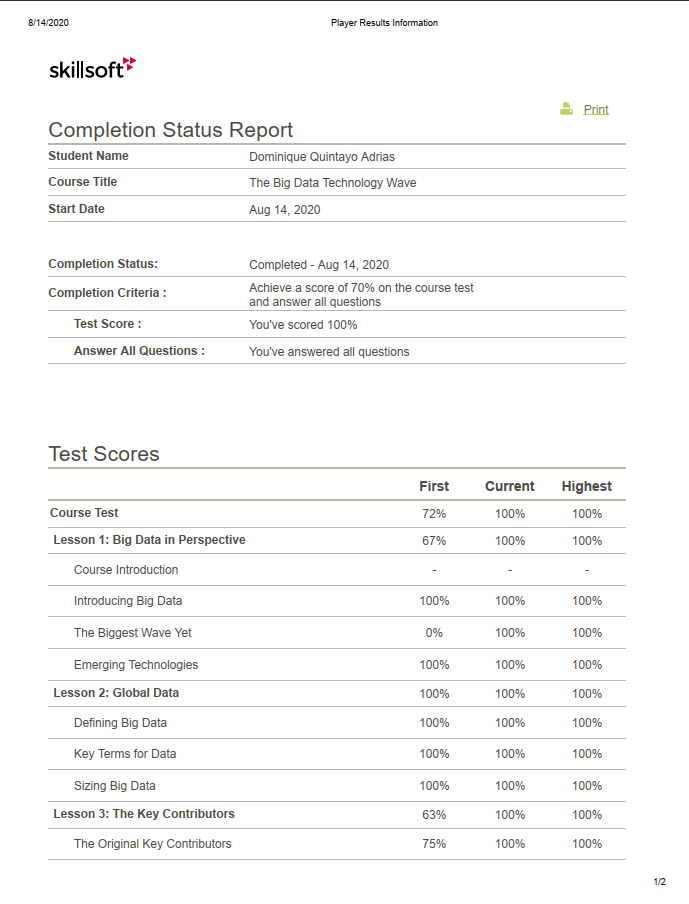 8/14/2020 Player Results Information
skillsoft
Print
Completion Status Report
Student Name Dominique Quintayo Adrias
Course Title The Big Data Technology Wave
Start Date Aug 14, 2020
Completion Status: Completed - Aug 14, 2020
Completion Criteria : Achieve a score of 70% on the course test
and answer all questions
Test Score : You've scored 100%
Answer All Questions : You've answered all questions
Test Scores
First Current Highest
Course Test 72% 100% 100%
Lesson 1: Big Data in Perspective 67% 100% 100%
Course Introduction - - -
Introducing Big Data 100% 100% 100%
The Biggest Wave Yet 0% 100% 100%
Emerging Technologies 100% 100% 100%
Lesson 2: Global Data 100% 100% 100%
Defining Big Data 100% 100% 100%
Key Terms for Data 100% 100% 100%
Sizing Big Data 100% 100% 100%
Lesson 3: The Key Contributors 63% 100% 100%
The Original Key Contributors 75% 100% 100%
1/2